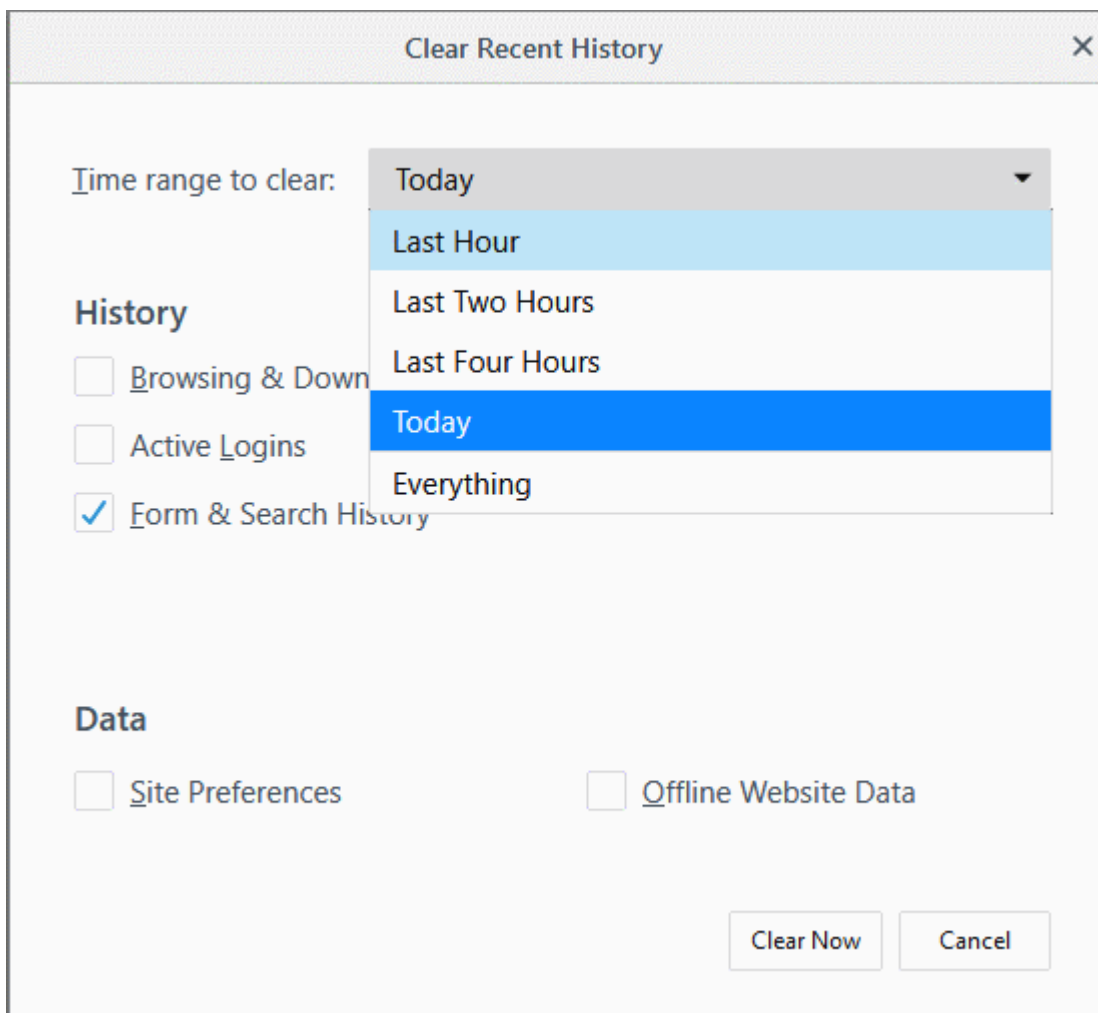 Clear Recent History
Time range to clear: Today
Last Hour
Last Two Hours
Last Four Hours
Today
Everything
History
Browsing & Down
Active Logins
Form & Search History
Data
Site Preferences Offline Website Data
Clear Now Cancel